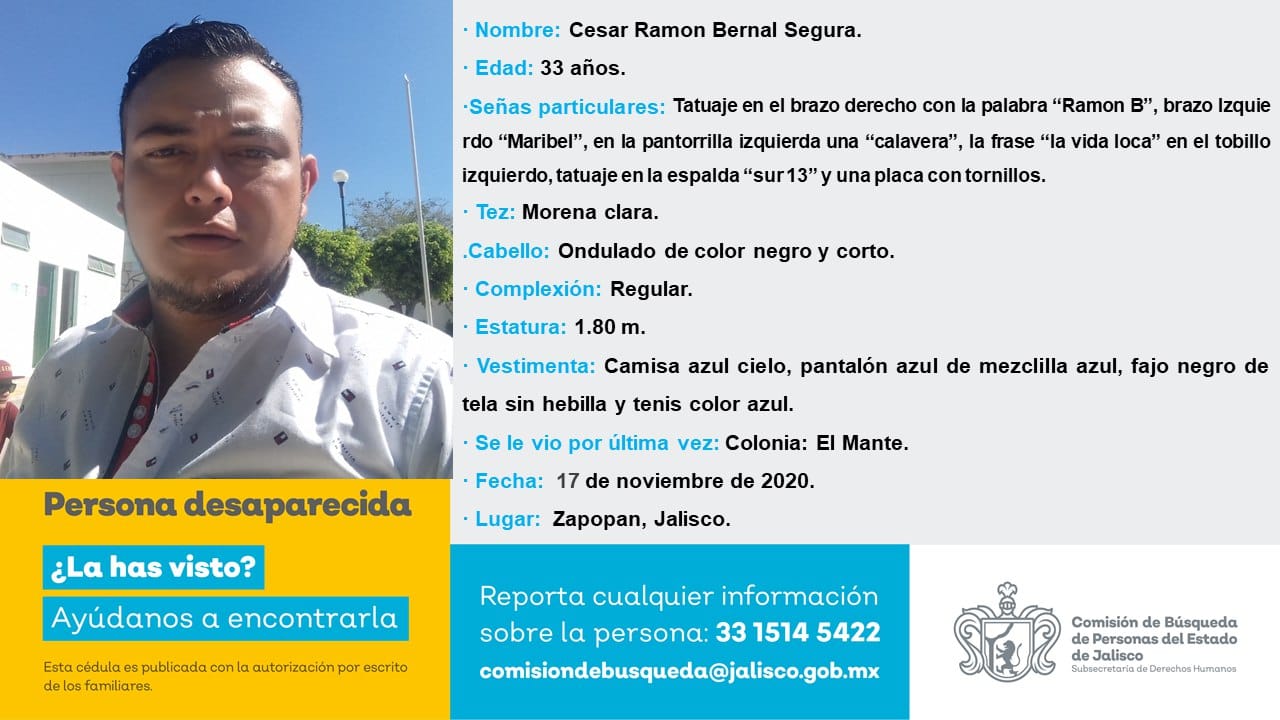 · Nombre: Cesar Ramon Bernal Segura.
· Edad: 33 años.
·Señas particulares: Tatuaje en el brazo derecho con la palabra “Ramon B”, brazo Izquie
rdo “Maribel”, en la pantorrilla izquierda una “calavera”, la frase “la vida loca” en el tobillo
izquierdo, tatuaje en la espalda “sur 13” y una placa con tornillos.
· Tez: Morena clara.
.Cabello: Ondulado de color negro y corto.
· Complexión: Regular.
· Estatura: 1.80 m.
· Vestimenta: Camisa azul cielo, pantalón azul de mezclilla azul, fajo negro de
tela sin hebilla y tenis color azul.
· Se le vio por última vez: Colonia: El Mante.
· Fecha: 17 de noviembre de 2020.
· Lugar: Zapopan, Jalisco.
Persona desaparecida
¿La has visto?
Ayúdanos a encontrarla
Esta cédula es publicada con la autorización por escrito
de los familiares.
Reporta cualquier información
sobre la persona: 33 1514 5422
comisiondebusqueda@jalisco.gob.mx
Comisión de Búsqueda
de Personas del Estado
de Jalisco
Subsecretaría de Derechos Humanos